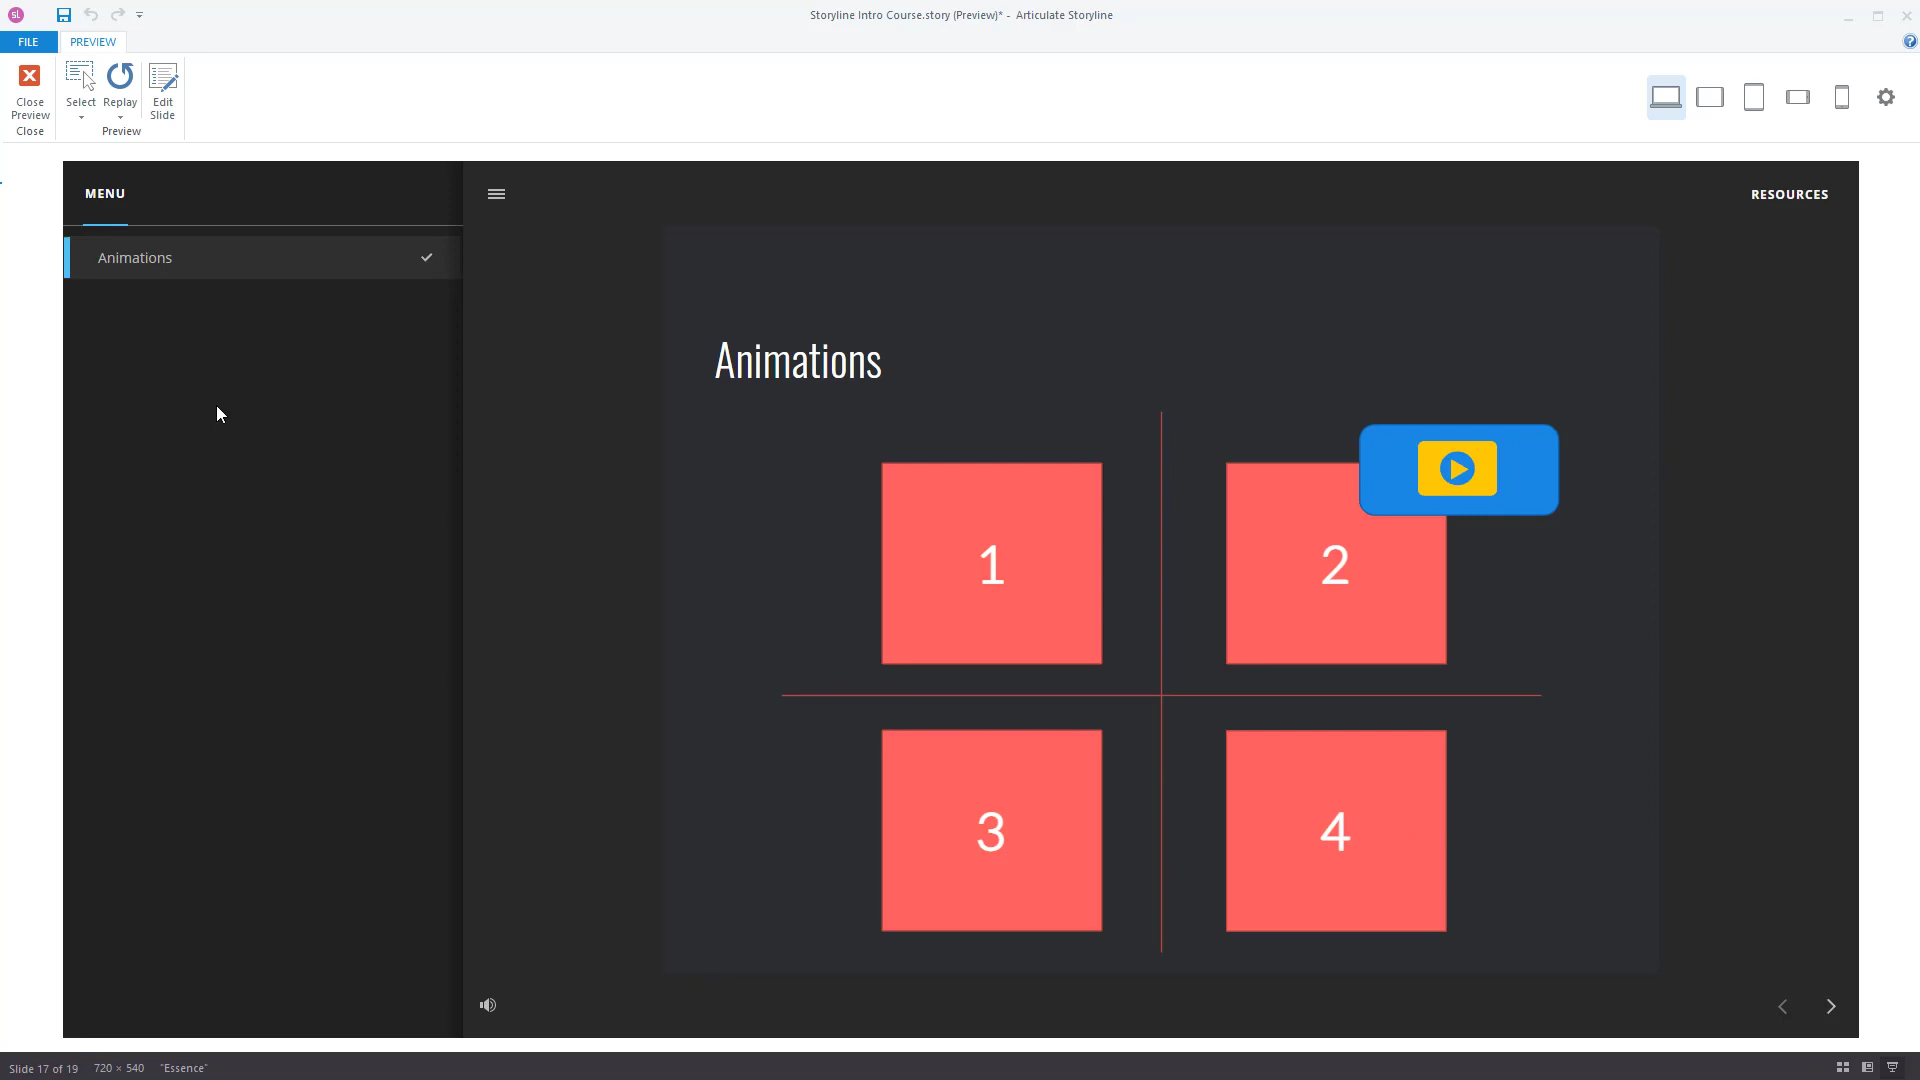 sl
Storyline Intro Course.story (Preview)* - Articulate Storyline
FILE
PREVIEW
?
Close Preview
Select
Replay
Edit Slide
Close
Preview
MENU
RESOURCES
Animations
Animations
1
2
3
4
Slide 17 of 19
720 × 540
"Essence"